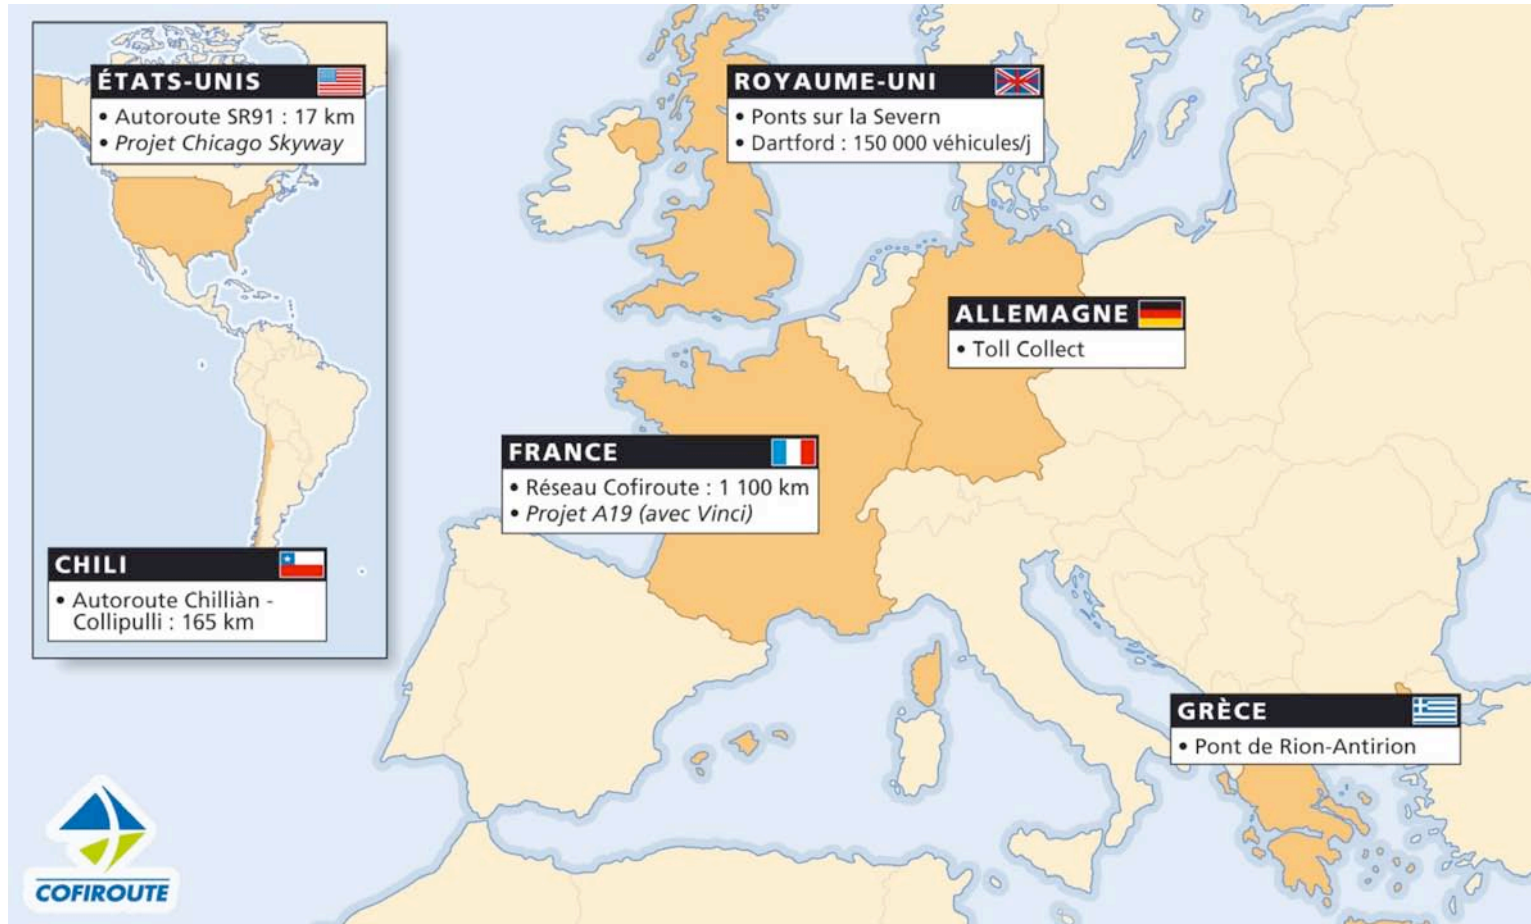 ÉTATS-UNIS
• Autoroute SR91 : 17 km
• Projet Chicago Skyway
CHILI
• Autoroute Chilliàn -
Collipulli : 165 km
ROYAUME-UNI
• Ponts sur la Severn
• Dartford : 150 000 véhicules/j
ALLEMAGNE
• Toll Collect
FRANCE
• Réseau Cofiroute : 1 100 km
• Projet A19 (avec Vinci)
GRÈCE
• Pont de Rion-Antirion
COFIROUTE